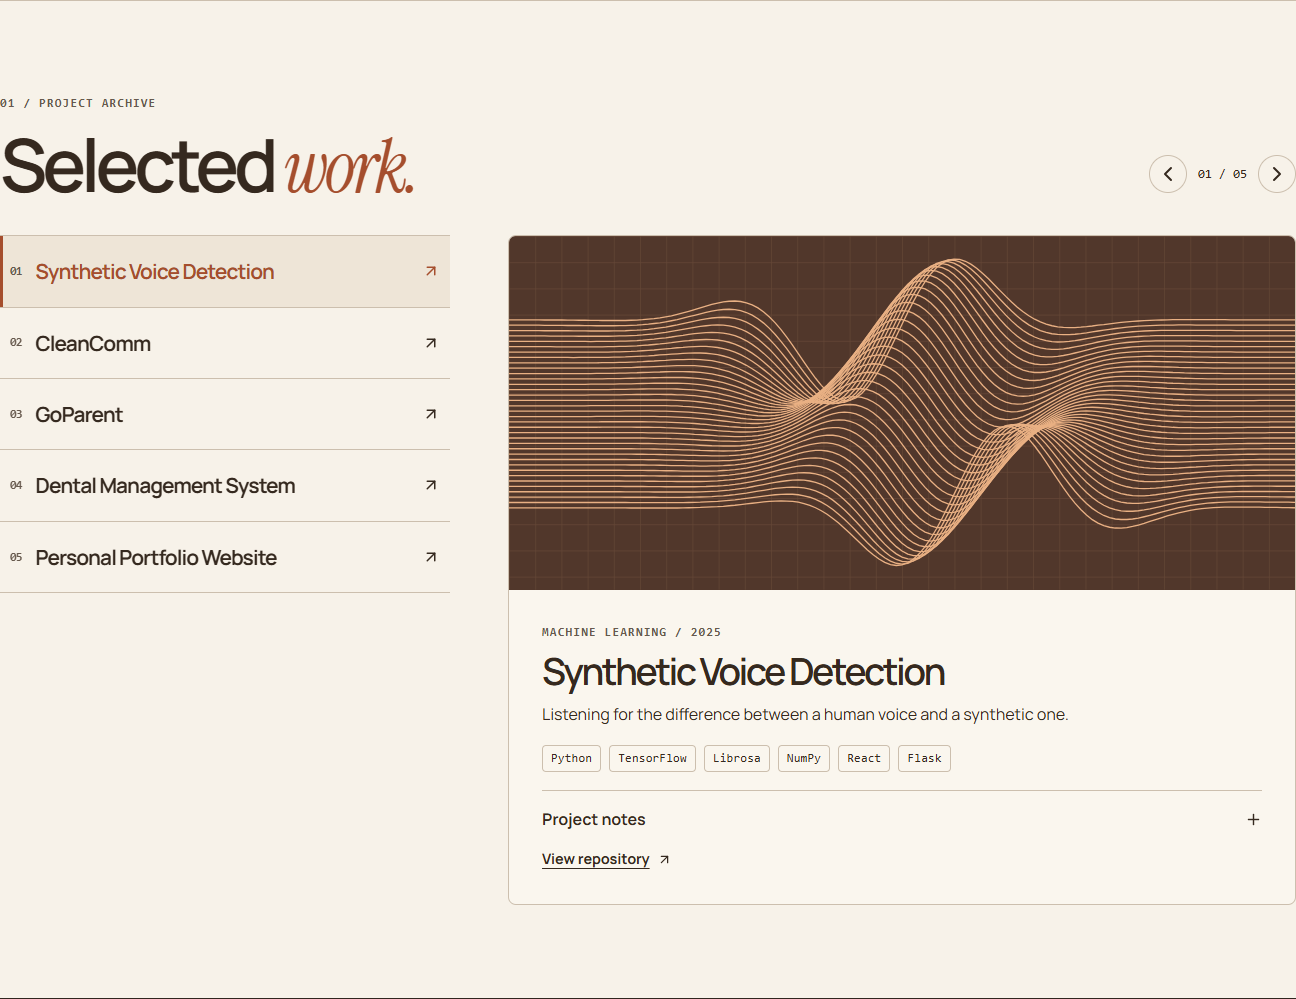 01 / PROJECT ARCHIVE
Selected work.
01 / 05
01 Synthetic Voice Detection
02 CleanComm
03 GoParent
04 Dental Management System
05 Personal Portfolio Website
MACHINE LEARNING / 2025
Synthetic Voice Detection
Listening for the difference between a human voice and a synthetic one.
Python TensorFlow Librosa NumPy React Flask
Project notes
View repository